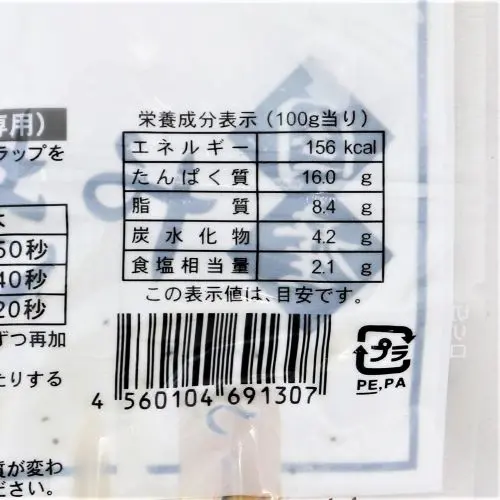 専用)
ラップを
栄養成分表示(100g当り)
エネルギー 156 kcal
たんぱく質 16.0 g
脂質 8.4 g
炭水化物 4.2 g
食塩相当量 2.1 g
この表示値は、目安です。
50秒
40秒
20秒
ずつ再加
たりする
質が変わ
ださい。
4 560104 691307
プラ
PE,PA